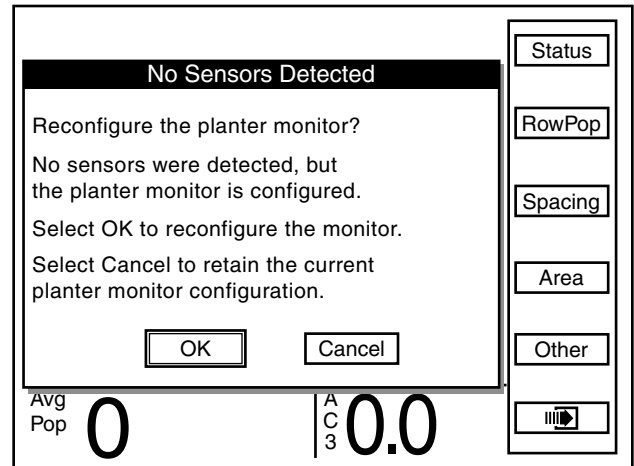 No Sensors Detected
Reconfigure the planter monitor?
No sensors were detected, but
the planter monitor is configured.
Select OK to reconfigure the monitor.
Select Cancel to retain the current
planter monitor configuration.
OK
Cancel
Avg
Pop
0
A
C
3
0.0
Status
RowPop
Spacing
Area
Other